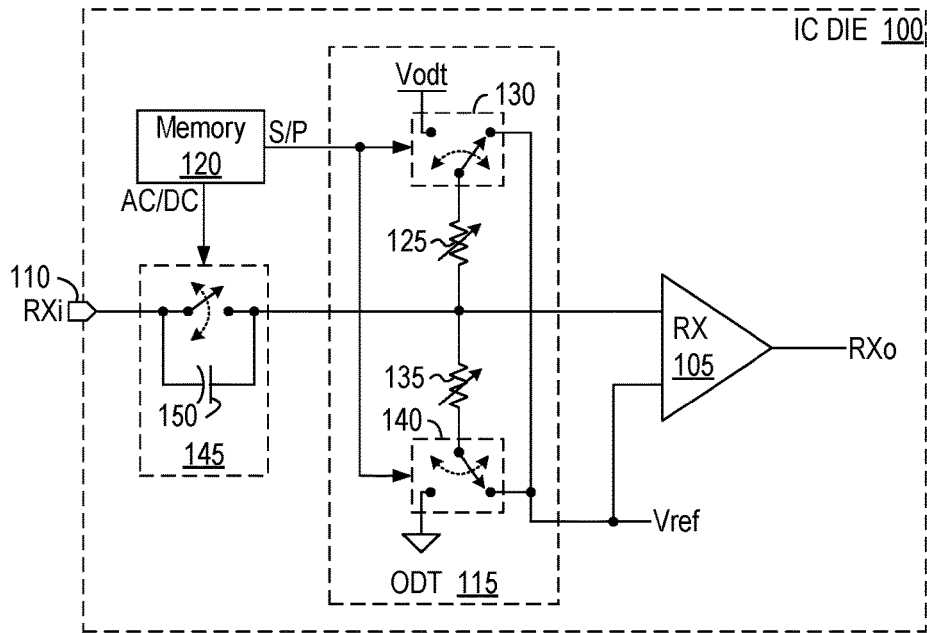 IC DIE 100
Vodt
130
Memory
120
S/P
AC/DC
125
110
RXi
RX
105
RXo
135
150
140
145
Vref
ODT 115